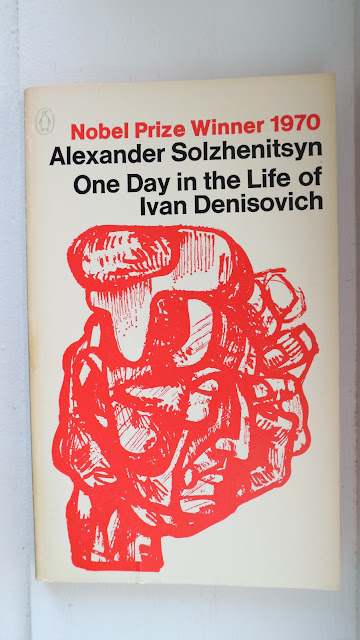 Nobel Prize Winner 1970
Alexander Solzhenitsyn
One Day in the Life of
Ivan Denisovich